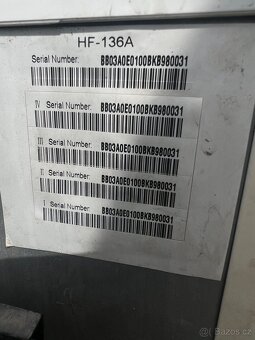 HF-136A
Serial Number: BB03A0E0100BKB980031
IV Serial Number: BB03A0E0100BKB980031
III Serial Number: BB03A0E0100BKB980031
II Serial Number: BB03A0E0100BKB980031
I Serial Number: BB03A0E0100BKB980031
Bazoš.cz